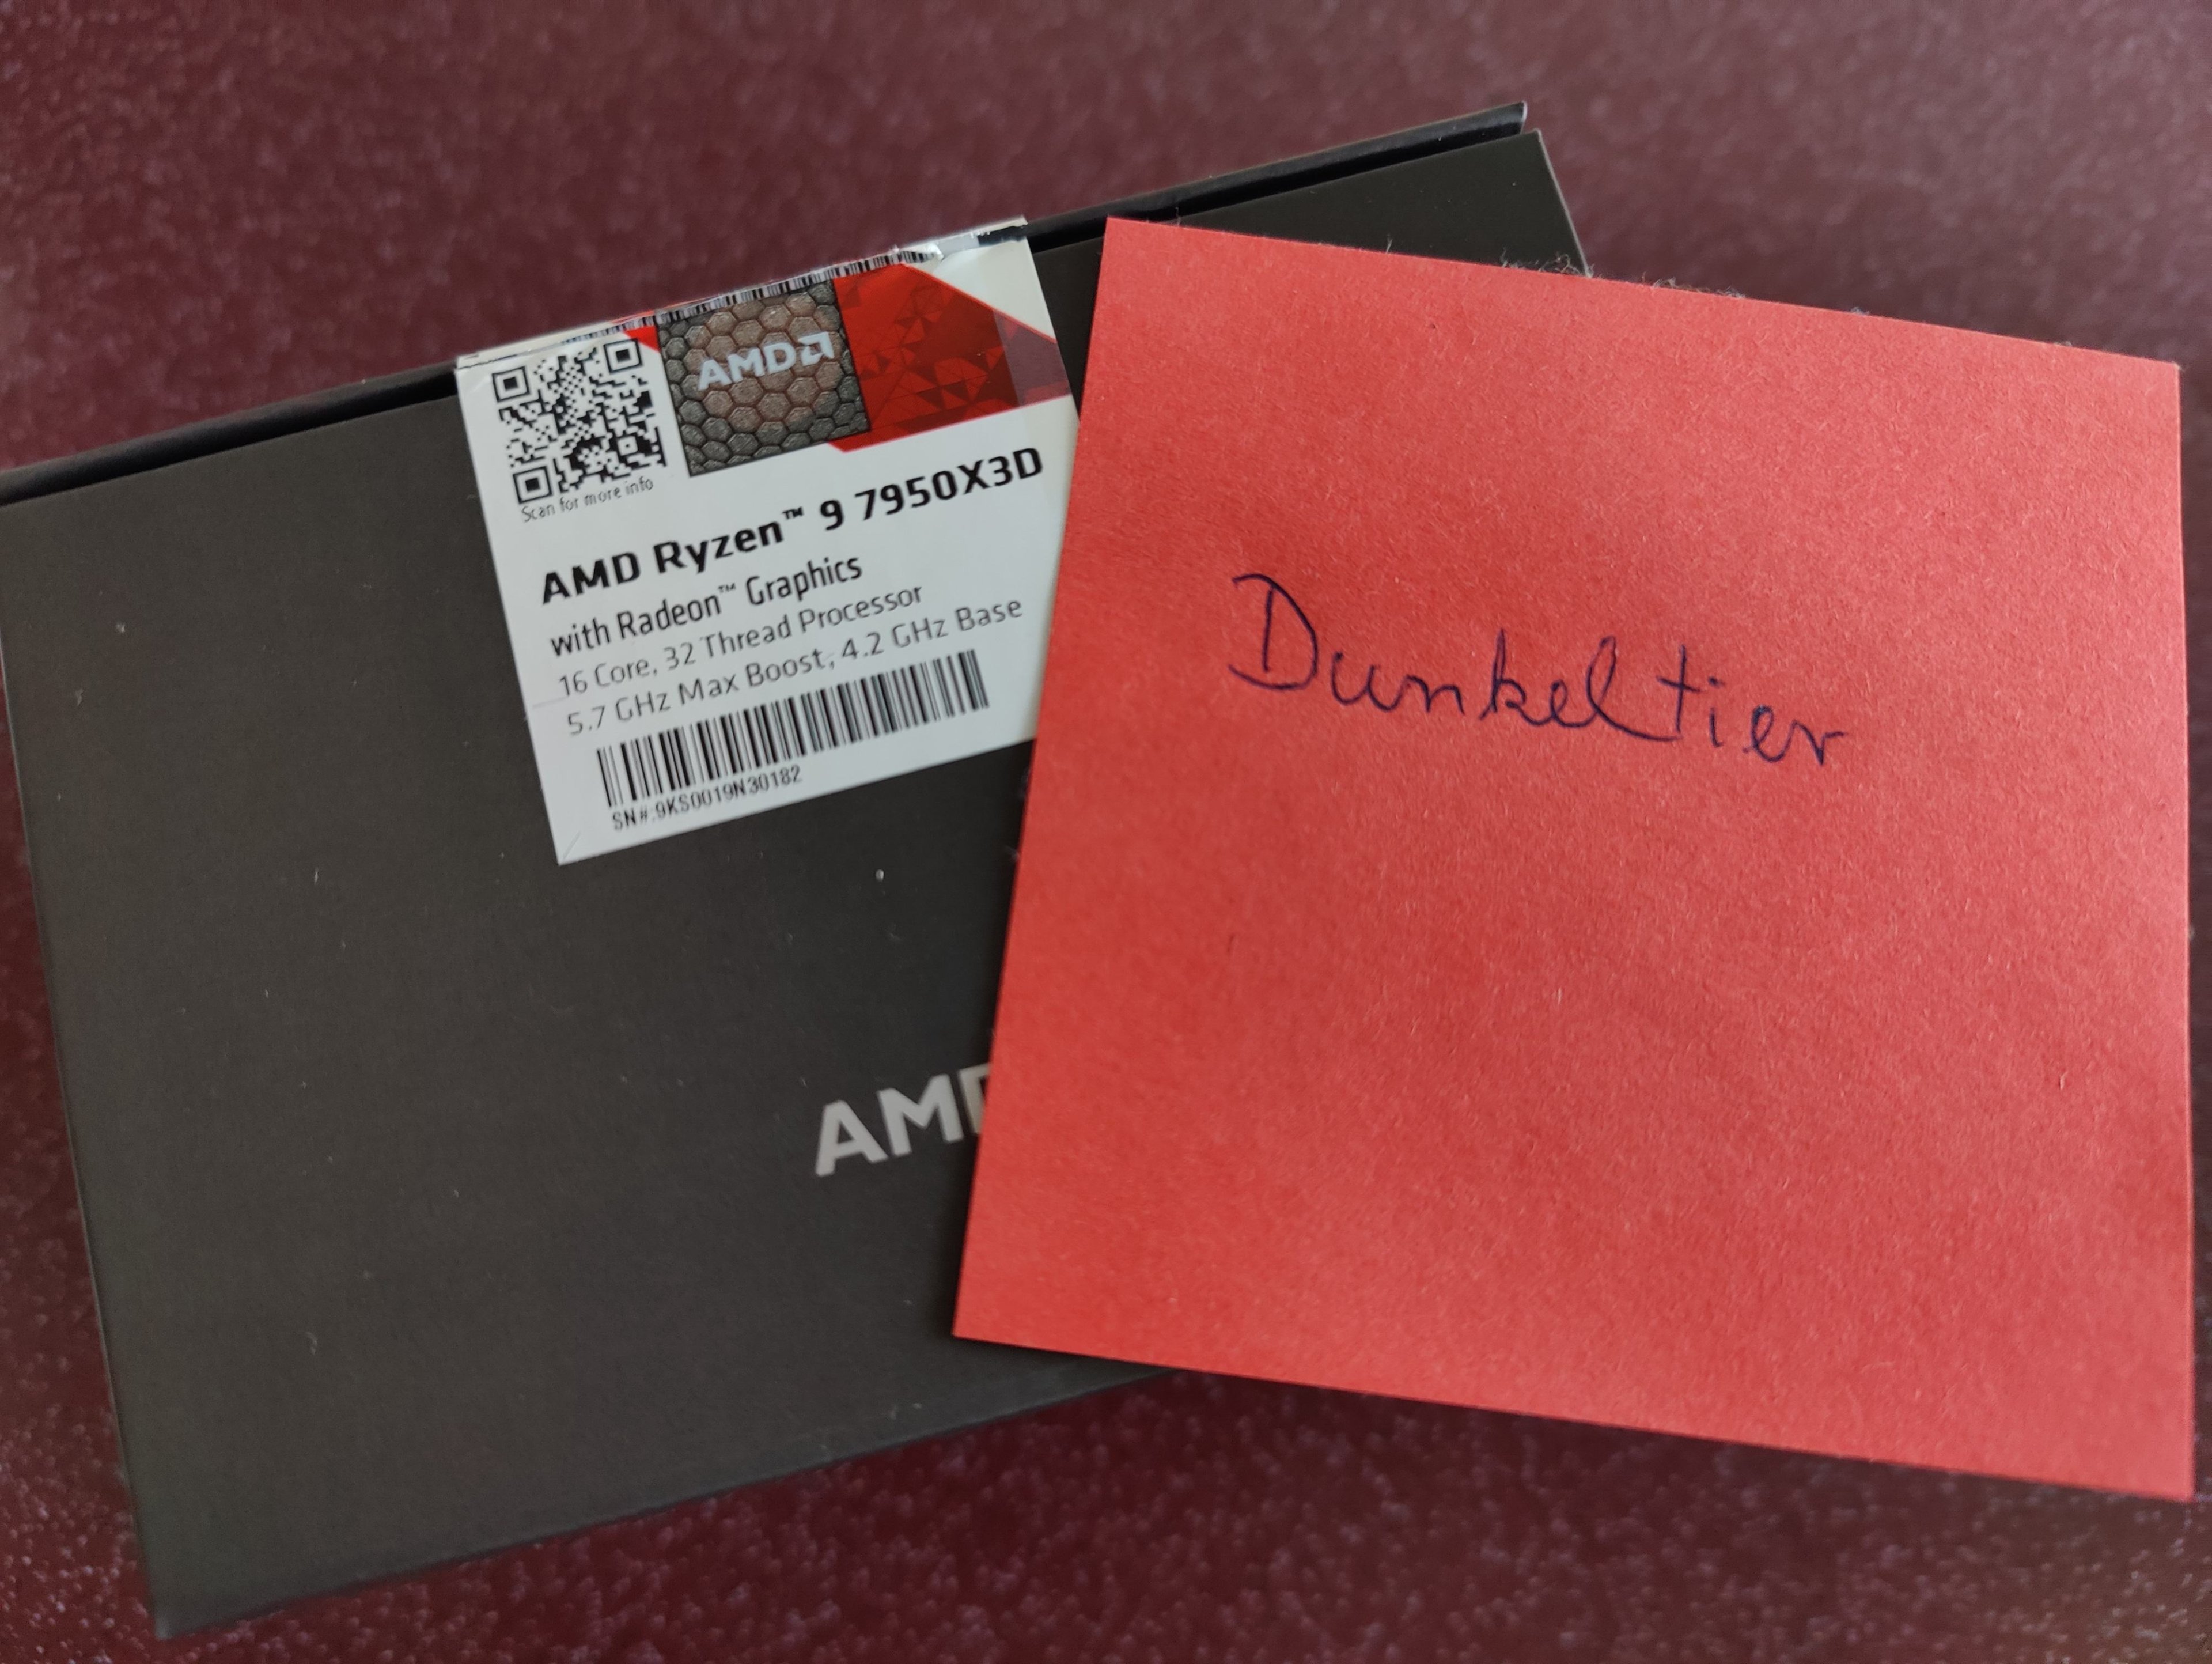 AMD
Scan for more info
AMD Ryzen™ 9 7950X3D
with Radeon™ Graphics
16 Core, 32 Thread Processor
5.7 GHz Max Boost, 4.2 GHz Base
SN#:9KS0019N30182
AMD
Dunkeltier